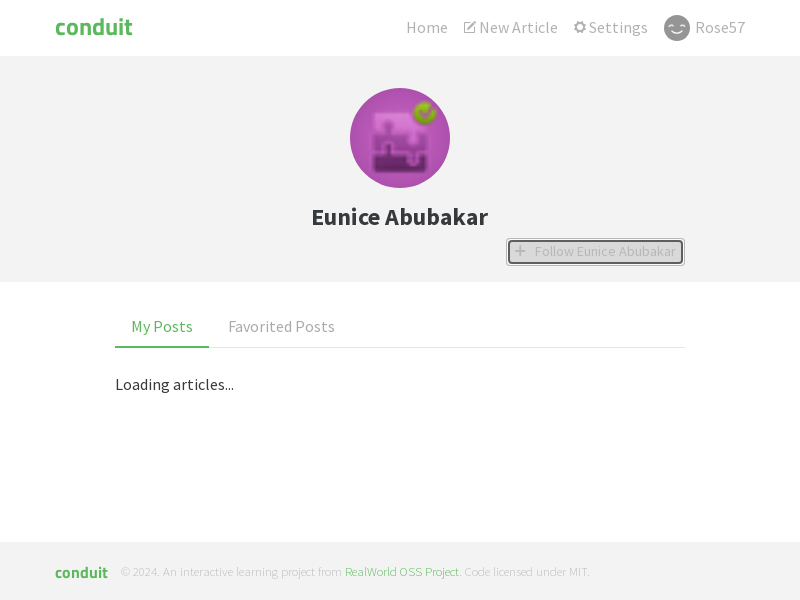 conduit
Home
New Article
Settings
Rose57
Eunice Abubakar
Follow Eunice Abubakar
My Posts
Favorited Posts
Loading articles...
conduit
© 2024. An interactive learning project from RealWorld OSS Project. Code licensed under MIT.